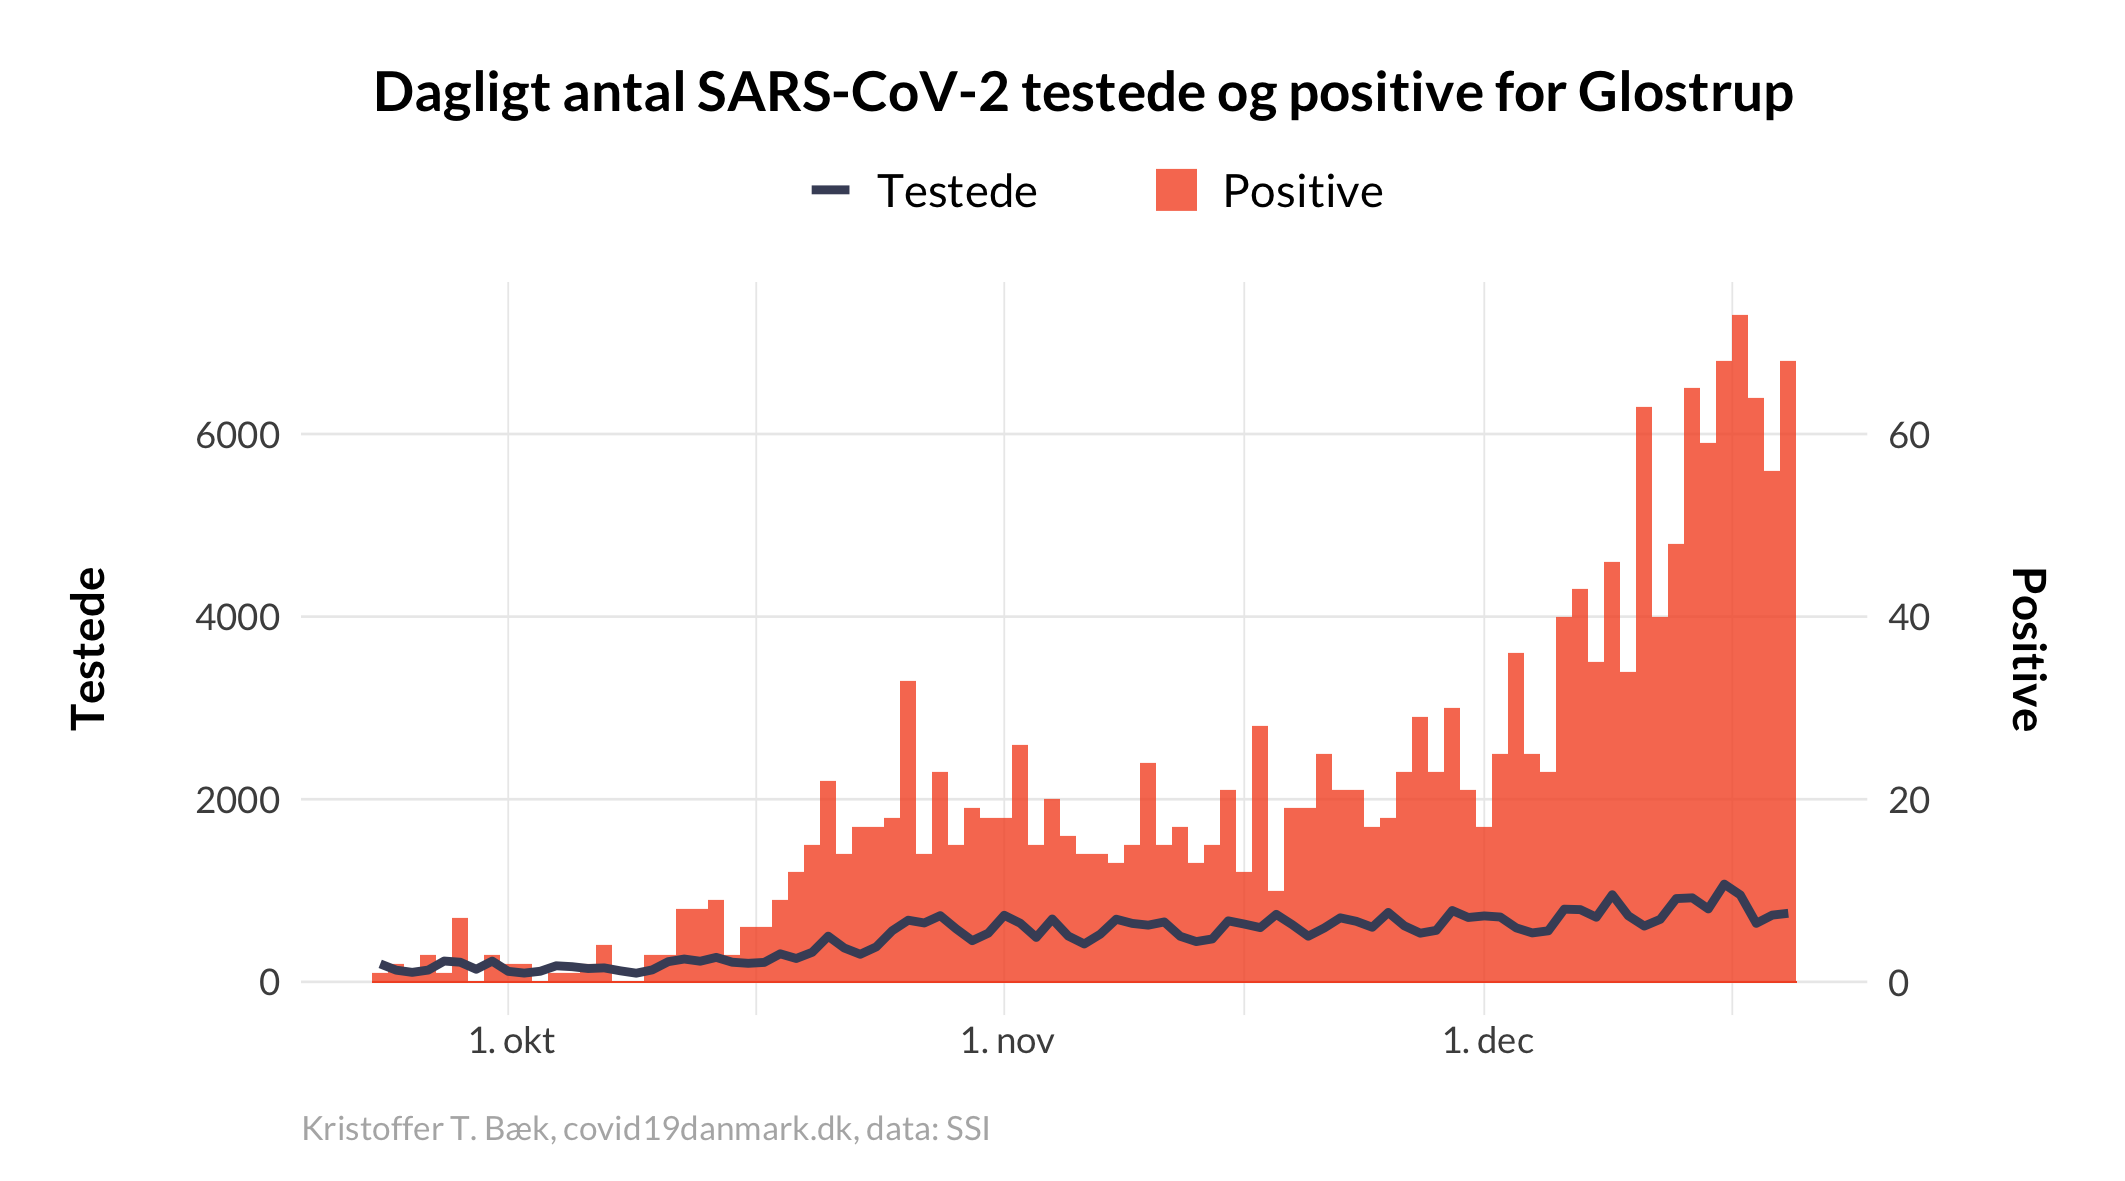 Dagligt antal SARS-CoV-2 testede og positive for Glostrup
Testede
Positive
6000
4000
2000
0
60
40
20
0
Testede
Positive
1. okt
1. nov
1. dec
Kristoffer T. Bæk, covid19danmark.dk, data: SSI